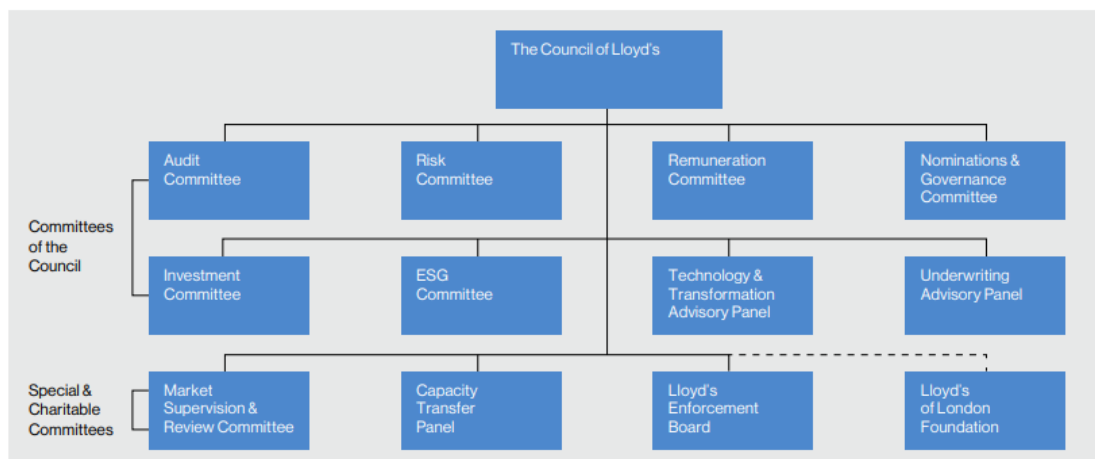 The Council of Lloyd's
Audit
Committee
Risk
Committee
Remuneration
Committee
Nominations &
Governance
Committee
Committees
of the
Council
Investment
Committee
ESG
Committee
Technology &
Transformation
Advisory Panel
Underwriting
Advisory Panel
Special &
Charitable
Committees
Market
Supervision &
Review Committee
Capacity
Transfer
Panel
Lloyd's
Enforcement
Board
Lloyd's
of London
Foundation